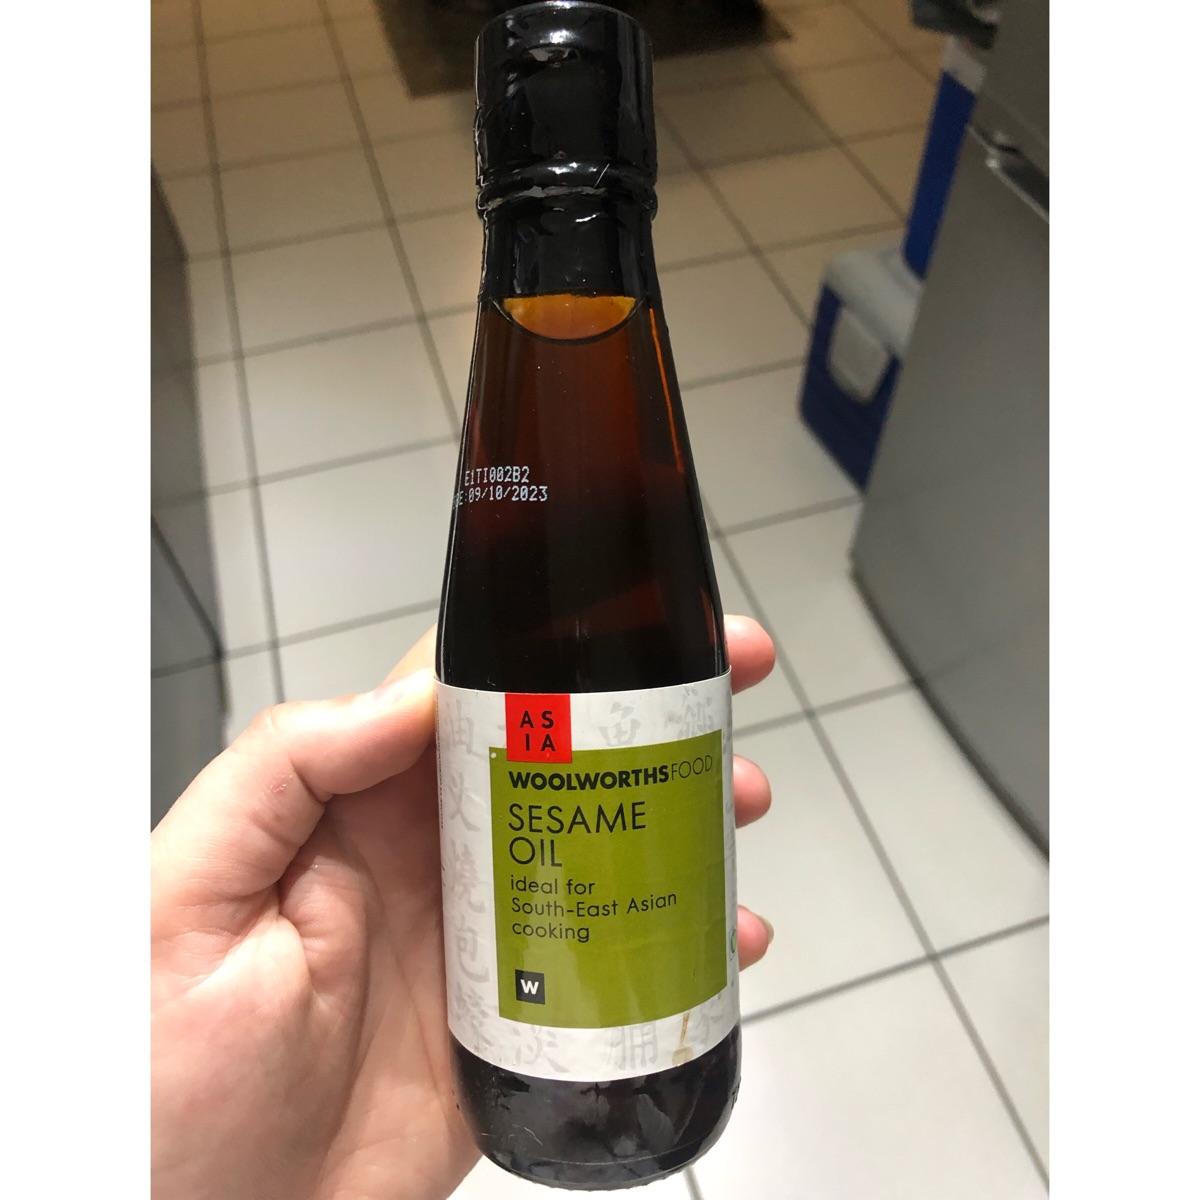 E1TI002B2
:09/10/2023
AS
IA
WOOLWORTHSFOOD
SESAME
OIL
ideal for
South-East Asian
cooking
W